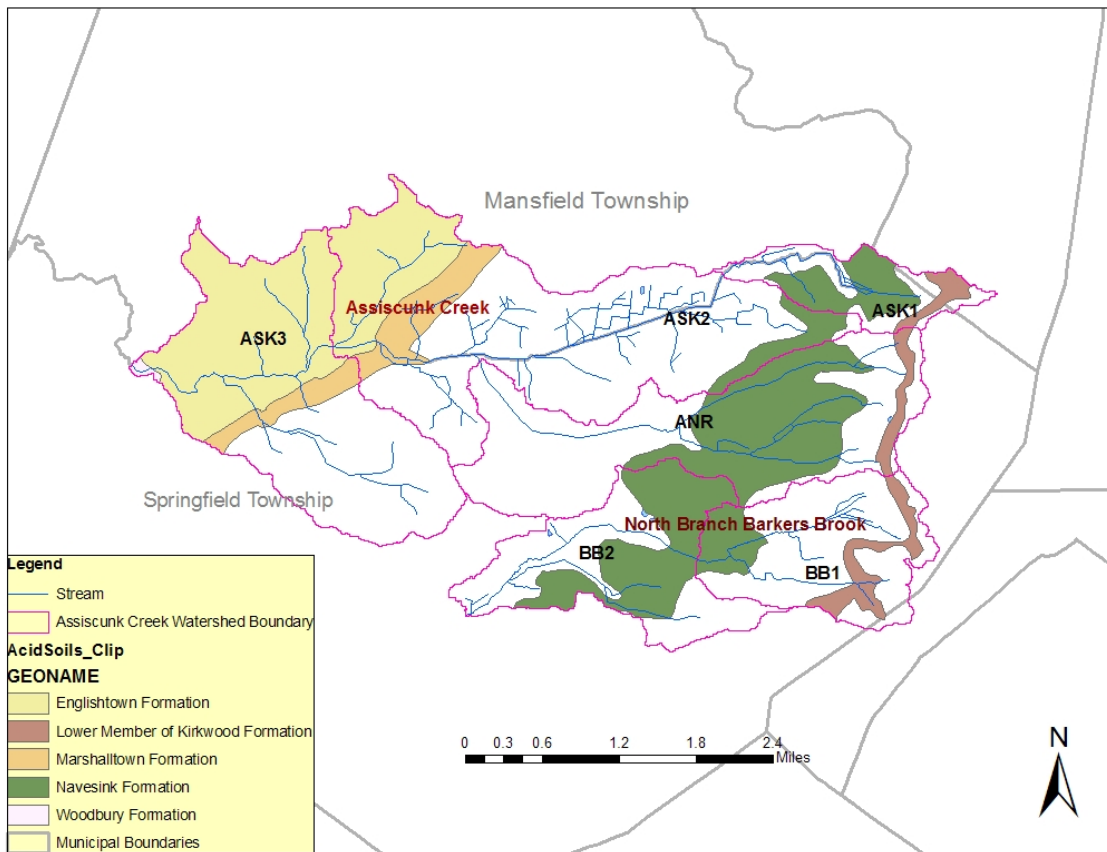 Mansfield Township
Assiscunk Creek
ASK1
ASK2
ASK3
ANR
Springfield Township
North Branch Barkers Brook
BB2
BB1
Legend
Stream
Assiscunk Creek Watershed Boundary
AcidSoils_Clip
GEONAME
Englishtown Formation
Lower Member of Kirkwood Formation
Marshalltown Formation
Navesink Formation
Woodbury Formation
Municipal Boundaries
0 0.3 0.6 1.2 1.8 2.4
Miles
N